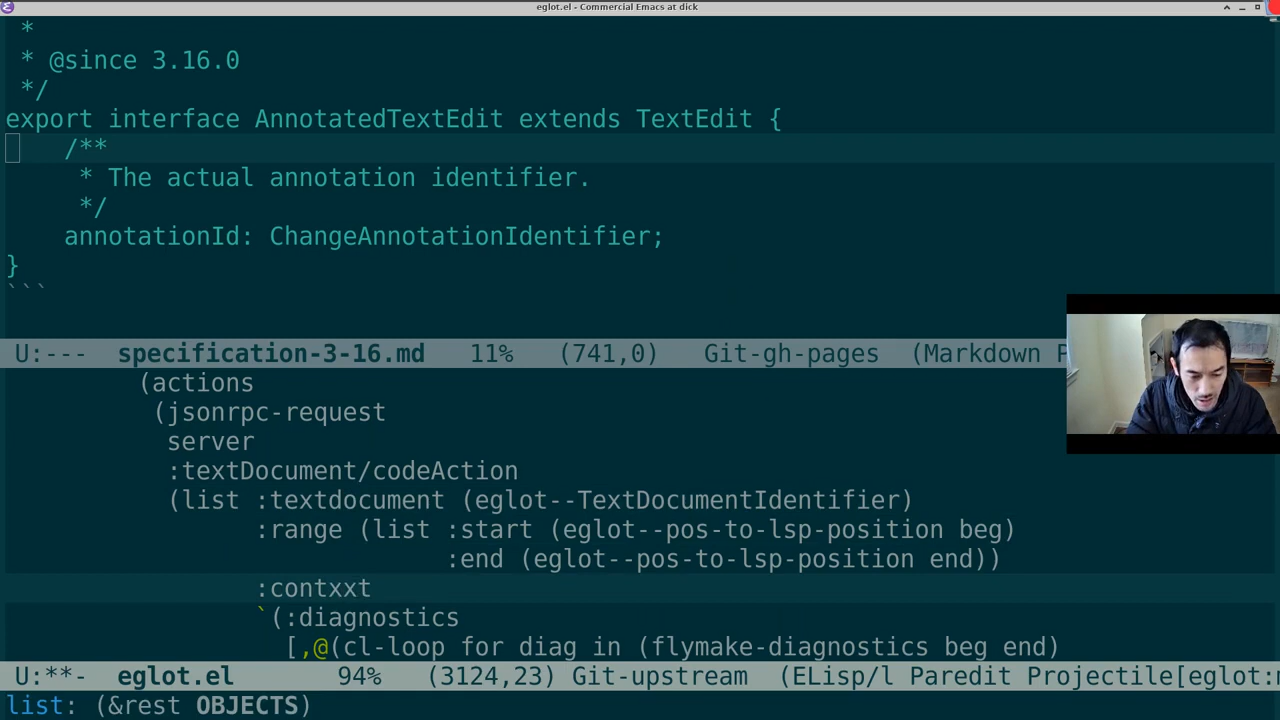 eglot.el - Commercial Emacs at dick
*
* @since 3.16.0
*/
export interface AnnotatedTextEdit extends TextEdit {
/**
* The actual annotation identifier.
*/
annotationId: ChangeAnnotationIdentifier;
}
```
U:--- specification-3-16.md 11% (741,0) Git-gh-pages (Markdown
(actions
(jsonrpc-request
server
:textDocument/codeAction
(list :textdocument (eglot--TextDocumentIdentifier)
:range (list :start (eglot--pos-to-lsp-position beg)
:end (eglot--pos-to-lsp-position end))
:contxxt
`(:diagnostics
[,@(cl-loop for diag in (flymake-diagnostics beg end)
U:**- eglot.el 94% (3124,23) Git-upstream (ELisp/l Paredit Projectile[eglot:
list: (&rest OBJECTS)